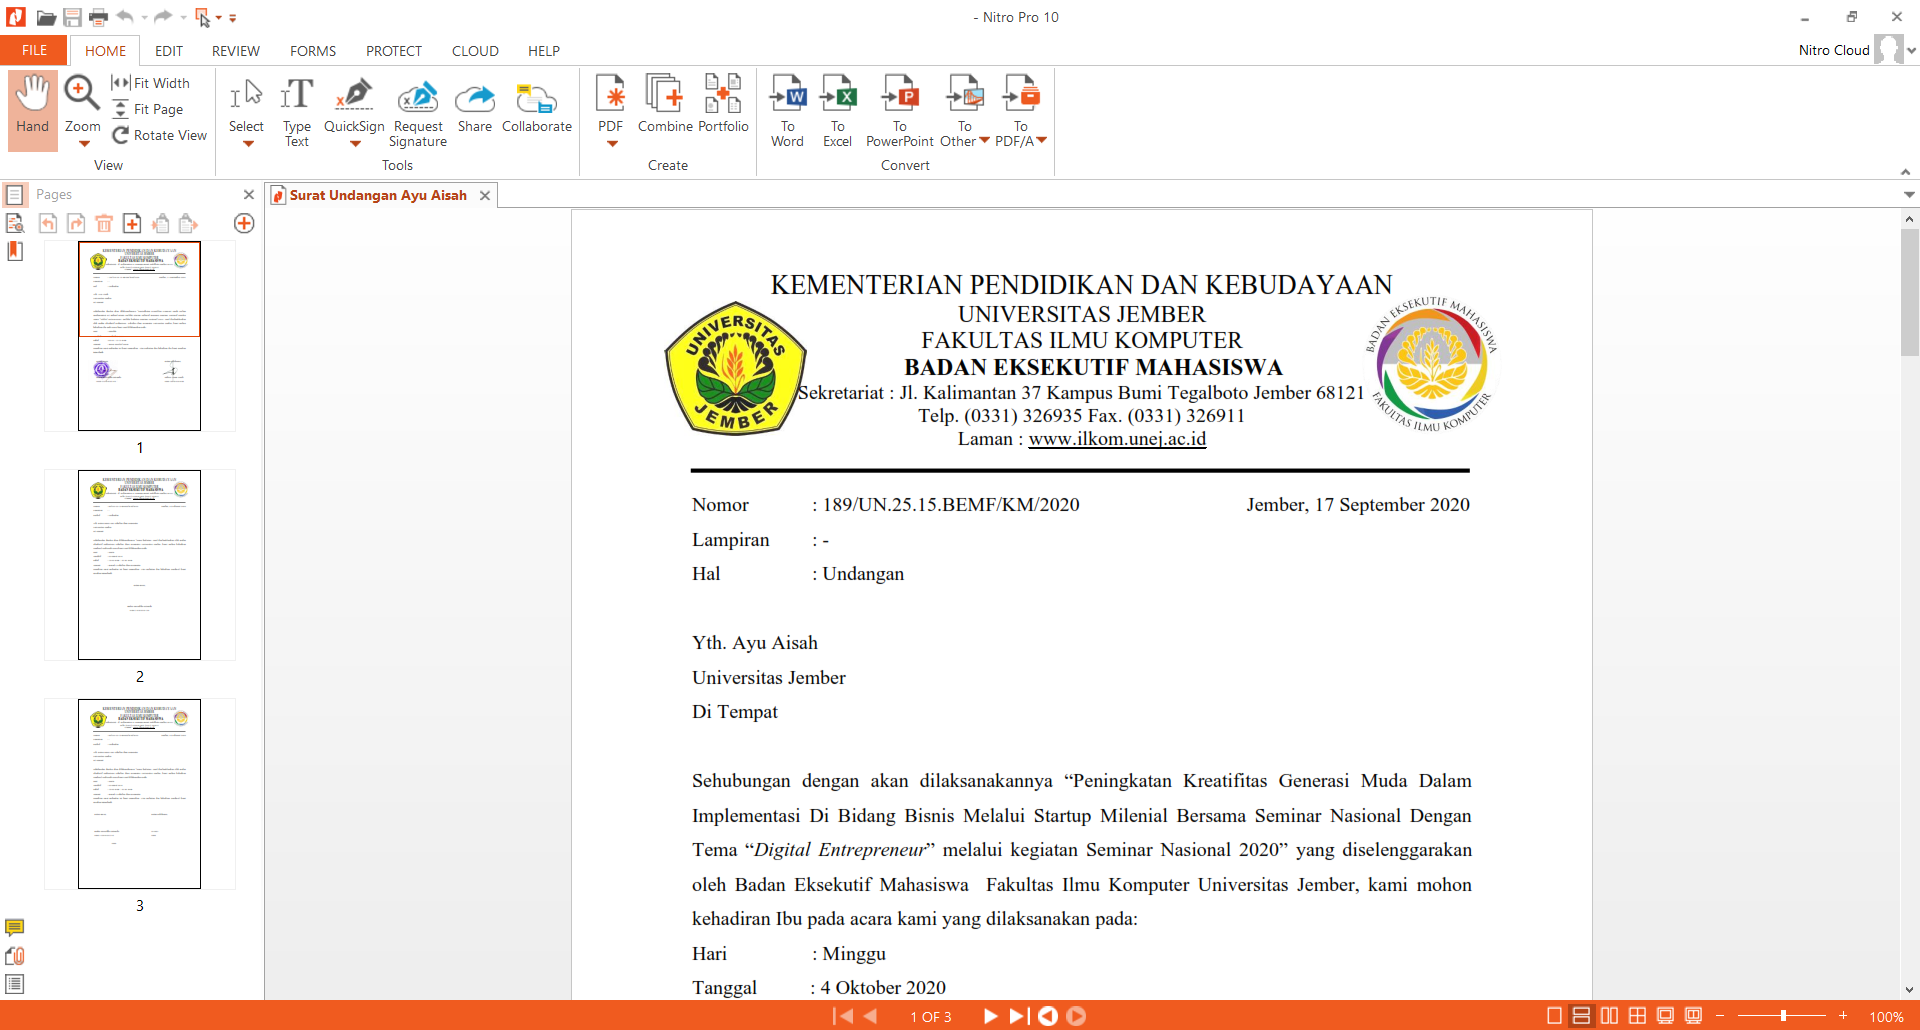 - Nitro Pro 10
FILE HOME EDIT REVIEW FORMS PROTECT CLOUD HELP
Nitro Cloud
Hand
Zoom
Fit Width
Fit Page
Rotate View
View
Select
Type Text
QuickSign
Request Signature
Share
Collaborate
Tools
PDF
Combine
Portfolio
Create
To Word
To Excel
To PowerPoint
To Other
To PDF/A
Convert
Pages
Surat Undangan Ayu Aisah
1
2
3
KEMENTERIAN PENDIDIKAN DAN KEBUDAYAAN
UNIVERSITAS JEMBER
FAKULTAS ILMU KOMPUTER
BADAN EKSEKUTIF MAHASISWA
Sekretariat : Jl. Kalimantan 37 Kampus Bumi Tegalboto Jember 68121
Telp. (0331) 326935 Fax. (0331) 326911
Laman : www.ilkom.unej.ac.id
UNIVERSITAS
JEMBER
BADAN EKSEKUTIF MAHASISWA
FAKULTAS ILMU KOMPUTER
Nomor : 189/UN.25.15.BEMF/KM/2020 Jember, 17 September 2020
Lampiran : -
Hal : Undangan
Yth. Ayu Aisah
Universitas Jember
Di Tempat
Sehubungan dengan akan dilaksanakannya “Peningkatan Kreatifitas Generasi Muda Dalam
Implementasi Di Bidang Bisnis Melalui Startup Milenial Bersama Seminar Nasional Dengan
Tema “Digital Entrepreneur” melalui kegiatan Seminar Nasional 2020” yang diselenggarakan
oleh Badan Eksekutif Mahasiswa Fakultas Ilmu Komputer Universitas Jember, kami mohon
kehadiran Ibu pada acara kami yang dilaksanakan pada:
Hari : Minggu
Tanggal : 4 Oktober 2020
1 OF 3
100%